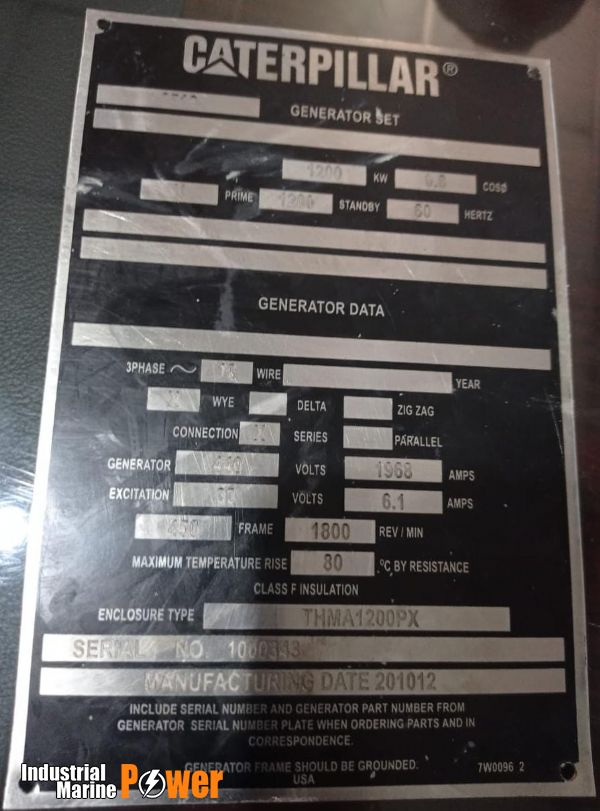 CATERPILLAR®
GENERATOR SET
1200 KW 0.8 COSØ
PRIME 1200 STANDBY 60 HERTZ
GENERATOR DATA
3PHASE ~ WIRE YEAR
WYE DELTA ZIG ZAG
CONNECTION SERIES PARALLEL
GENERATOR VOLTS 1968 AMPS
EXCITATION VOLTS 6.1 AMPS
450 FRAME 1800 REV / MIN
MAXIMUM TEMPERATURE RISE 80 .ºC BY RESISTANCE
CLASS F INSULATION
ENCLOSURE TYPE THMA1200PX
SERIAL NO. 1000343
MANUFACTURING DATE 201012
INCLUDE SERIAL NUMBER AND GENERATOR PART NUMBER FROM
GENERATOR SERIAL NUMBER PLATE WHEN ORDERING PARTS AND IN
CORRESPONDENCE.
GENERATOR FRAME SHOULD BE GROUNDED. 7W0096 2
USA
Industrial
Marine Power